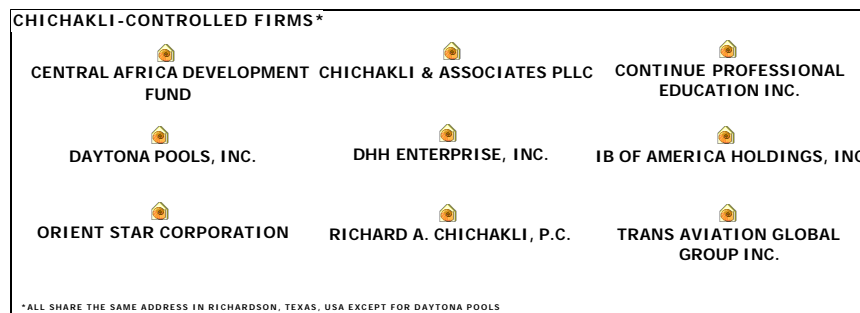 CHICHAKLI-CONTROLLED FIRMS*
CENTRAL AFRICA DEVELOPMENT
FUND
CHICHAKLI & ASSOCIATES PLLC
CONTINUE PROFESSIONAL
EDUCATION INC.
DAYTONA POOLS, INC.
DHH ENTERPRISE, INC.
IB OF AMERICA HOLDINGS, INC
ORIENT STAR CORPORATION
RICHARD A. CHICHAKLI, P.C.
TRANS AVIATION GLOBAL
GROUP INC.
*ALL SHARE THE SAME ADDRESS IN RICHARDSON, TEXAS, USA EXCEPT FOR DAYTONA POOLS